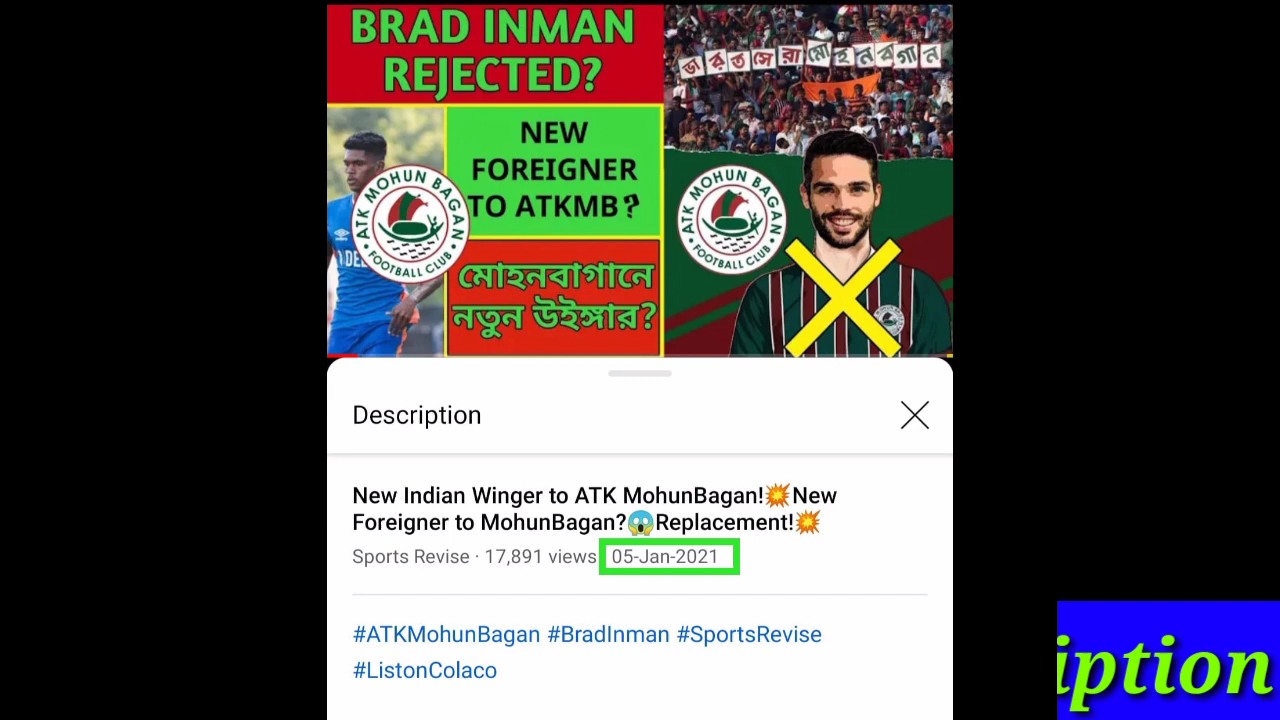 BRAD INMAN
REJECTED?
NEW
FOREIGNER
TO ATKMB?
মোহনবাগানে
নতুন উইঙ্গার?
ATK MOHUN BAGAN
FOOTBALL CLUB
ভারতসেরা মোহনবাগান
ATK MOHUN BAGAN
FOOTBALL CLUB
Description
New Indian Winger to ATK MohunBagan!💥New
Foreigner to MohunBagan?😱Replacement!💥
Sports Revise · 17,891 views 05-Jan-2021
#ATKMohunBagan #BradInman #SportsRevise
#ListonColaco
iption